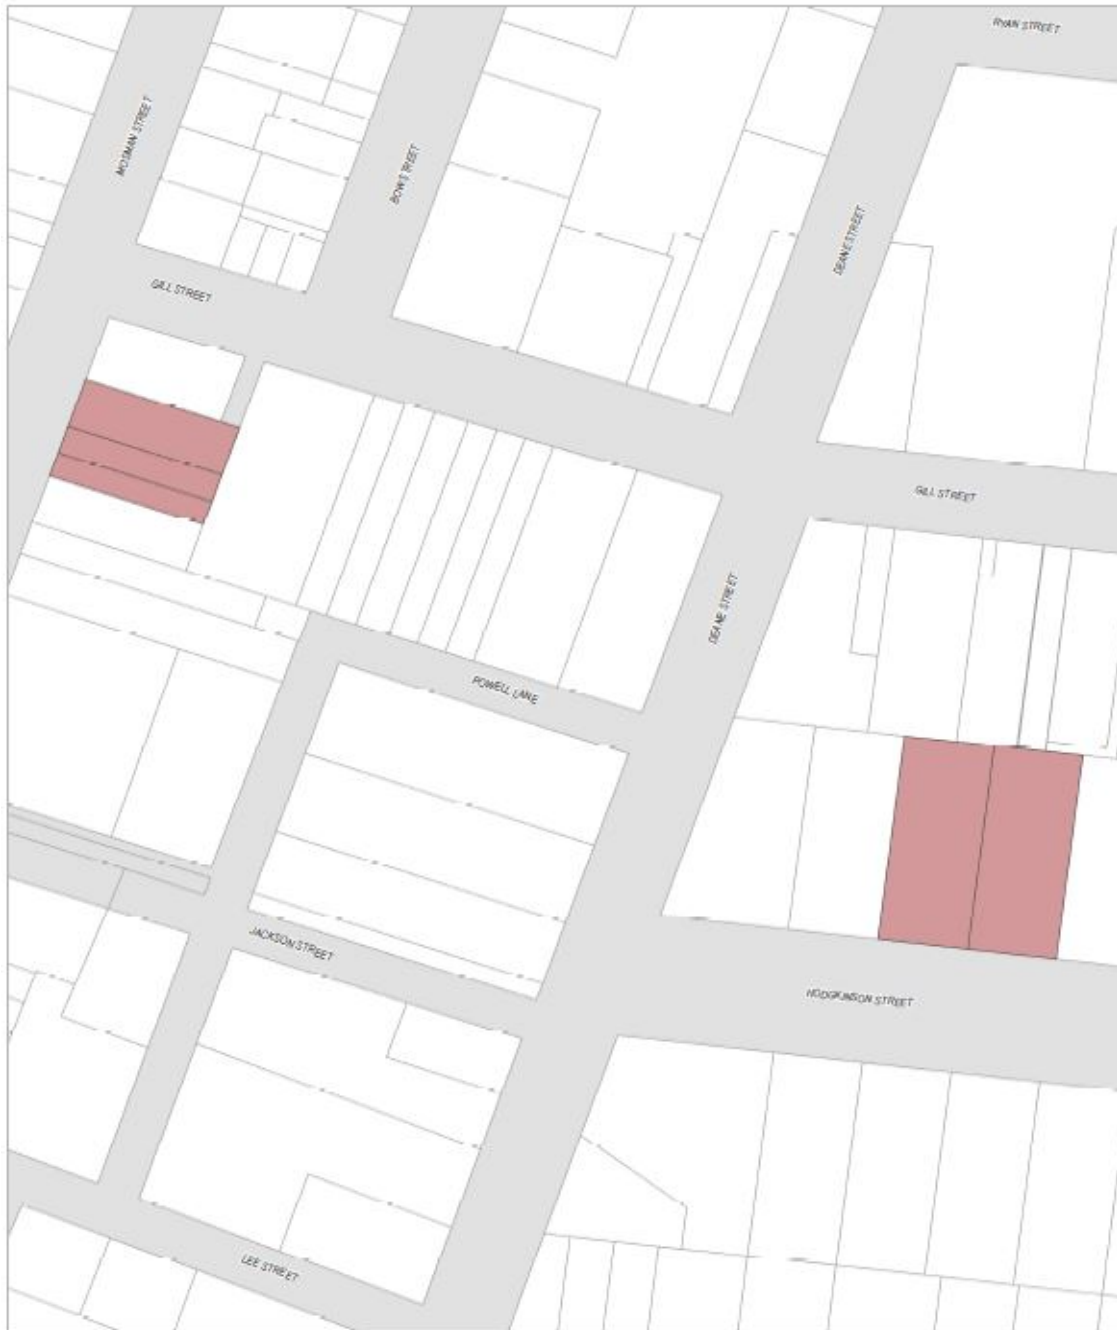 RYAN STREET
MOSMAN STREET
BOW STREET
DEANE STREET
GILL STREET
GILL STREET
DEANE STREET
POWELL LANE
JACKSON STREET
HODGKINSON STREET
LEE STREET